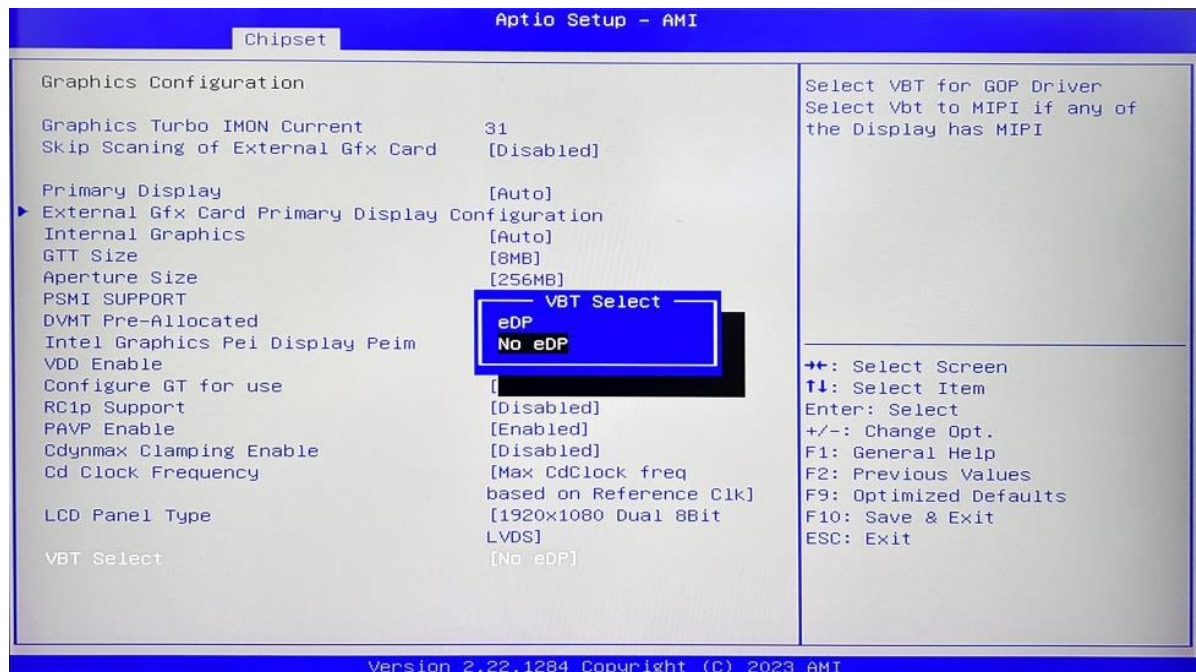 Aptio Setup - AMI
Chipset
Graphics Configuration
Graphics Turbo IMON Current 31
Skip Scaning of External Gfx Card [Disabled]
Primary Display [Auto]
External Gfx Card Primary Display Configuration
Internal Graphics [Auto]
GTT Size [8MB]
Aperture Size [256MB]
PSMI SUPPORT
DVMT Pre-Allocated
Intel Graphics Pei Display Peim
VDD Enable
Configure GT for use [
RC1p Support [Disabled]
PAVP Enable [Enabled]
Cdynmax Clamping Enable [Disabled]
Cd Clock Frequency [Max CdClock freq
based on Reference Clk]
LCD Panel Type [1920x1080 Dual 8Bit
LVDS]
VBT Select [No eDP]
VBT Select
eDP
No eDP
Select VBT for GOP Driver
Select Vbt to MIPI if any of
the Display has MIPI
→←: Select Screen
↑↓: Select Item
Enter: Select
+/-: Change Opt.
F1: General Help
F2: Previous Values
F9: Optimized Defaults
F10: Save & Exit
ESC: Exit
Version 2.22.1284 Copyright (C) 2023 AMI